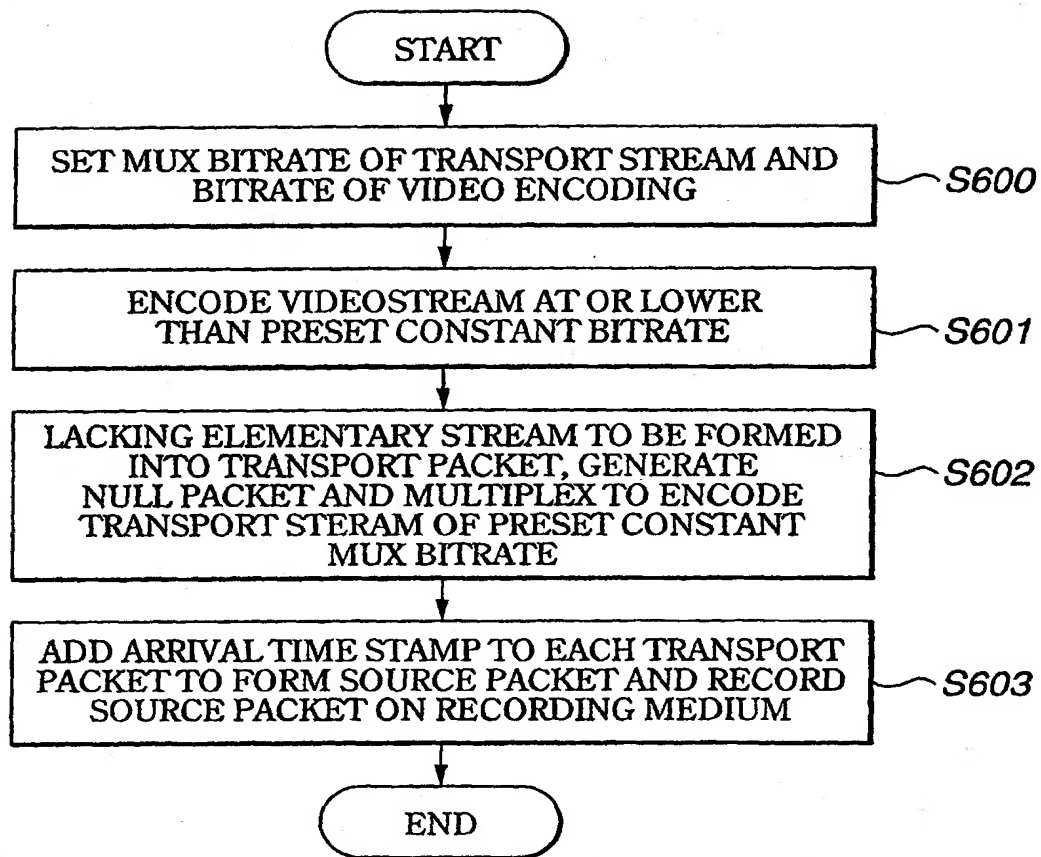 START
SET MUX BITRATE OF TRANSPORT STREAM AND
BITRATE OF VIDEO ENCODING
S600
ENCODE VIDEOSTREAM AT OR LOWER
THAN PRESET CONSTANT BITRATE
S601
LACKING ELEMENTARY STREAM TO BE FORMED
INTO TRANSPORT PACKET, GENERATE
NULL PACKET AND MULTIPLEX TO ENCODE
TRANSPORT STERAM OF PRESET CONSTANT
MUX BITRATE
S602
ADD ARRIVAL TIME STAMP TO EACH TRANSPORT
PACKET TO FORM SOURCE PACKET AND RECORD
SOURCE PACKET ON RECORDING MEDIUM
S603
END